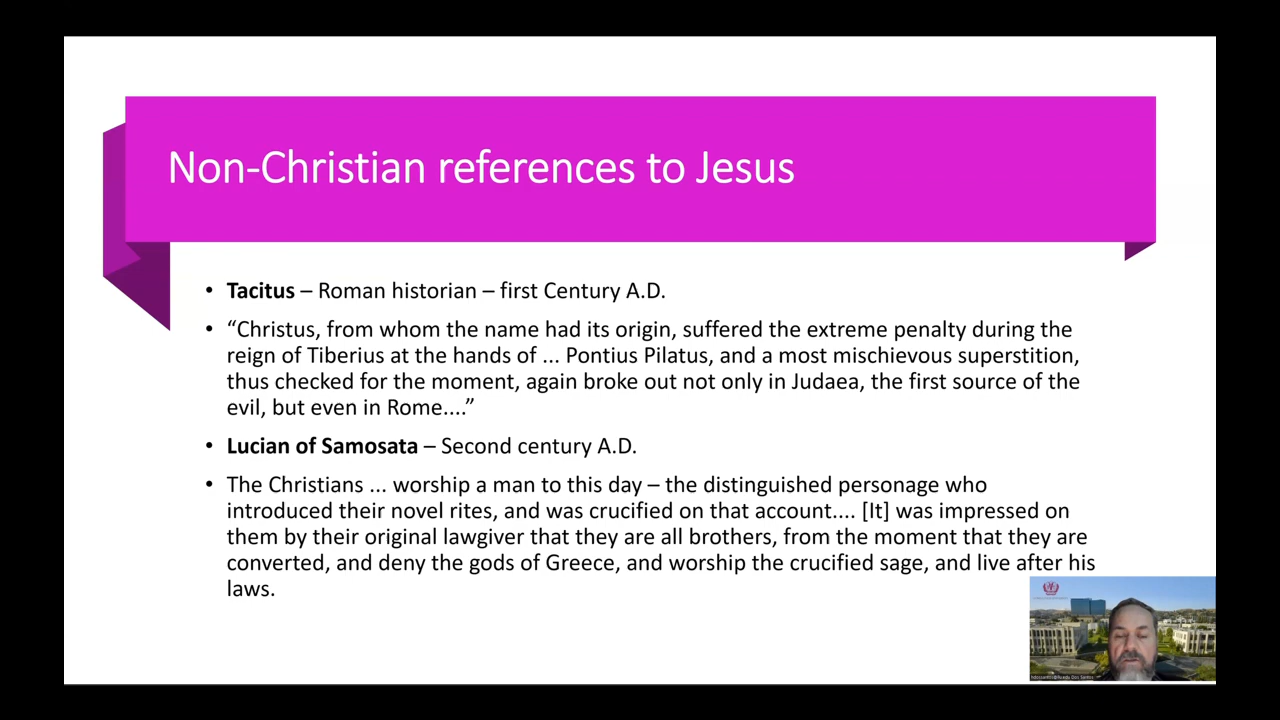 Non-Christian references to Jesus
• Tacitus – Roman historian – first Century A.D.
• “Christus, from whom the name had its origin, suffered the extreme penalty during the
reign of Tiberius at the hands of ... Pontius Pilatus, and a most mischievous superstition,
thus checked for the moment, again broke out not only in Judaea, the first source of the
evil, but even in Rome....”
• Lucian of Samosata – Second century A.D.
• The Christians ... worship a man to this day – the distinguished personage who
introduced their novel rites, and was crucified on that account.... [It] was impressed on
them by their original lawgiver that they are all brothers, from the moment that they are
converted, and deny the gods of Greece, and worship the crucified sage, and live after his
laws.